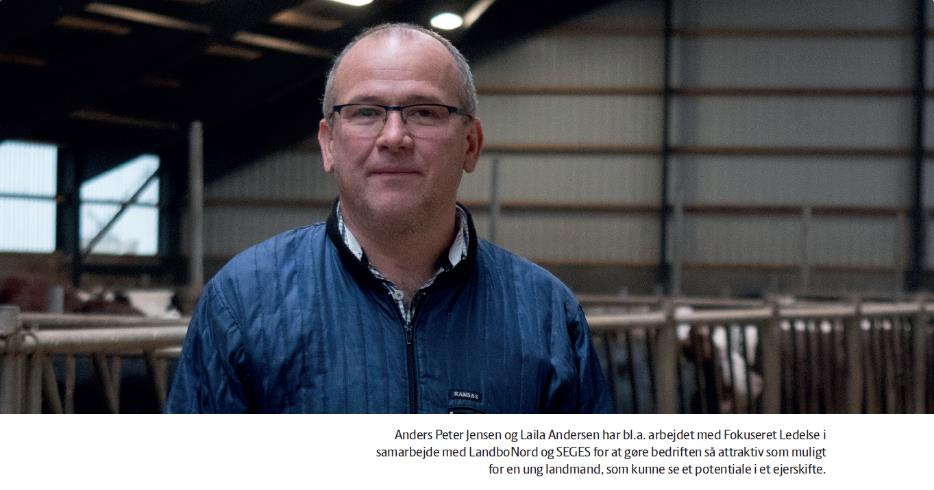 KANSAS
Anders Peter Jensen og Laila Andersen har bl.a. arbejdet med Fokuseret Ledelse i
samarbejde med LandboNord og SEGES for at gøre bedriften så attraktiv som muligt
for en ung landmand, som kunne se et potentiale i et ejerskifte.